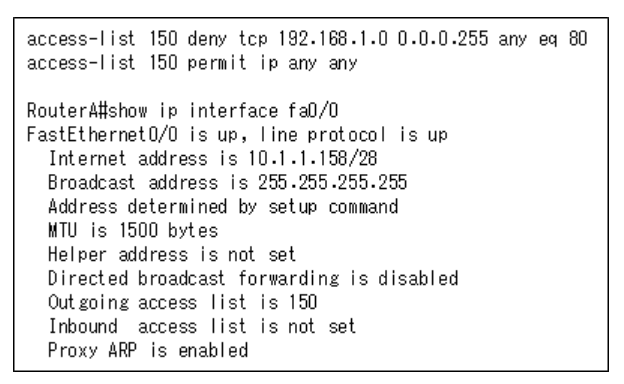 access-list 150 deny tcp 192.168.1.0 0.0.0.255 any eq 80
access-list 150 permit ip any any
RouterA#show ip interface fa0/0
FastEthernet0/0 is up, line protocol is up
Internet address is 10.1.1.158/28
Broadcast address is 255.255.255.255
Address determined by setup command
MTU is 1500 bytes
Helper address is not set
Directed broadcast forwarding is disabled
Outgoing access list is 150
Inbound  access list is not set
Proxy ARP is enabled